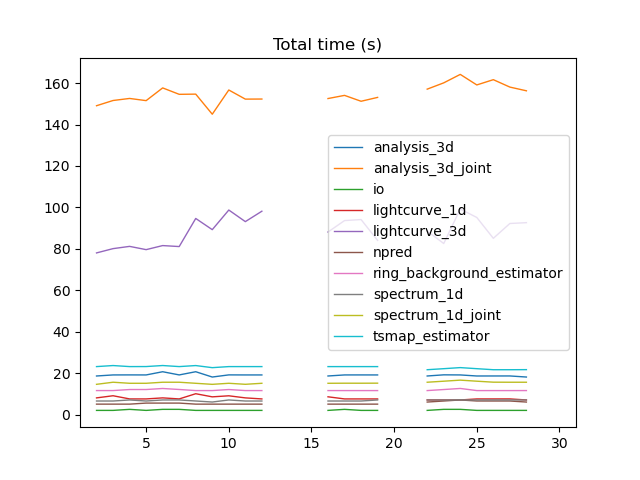 Total time (s)
160
140
120
100
80
60
40
20
0
analysis_3d
analysis_3d_joint
io
lightcurve_1d
lightcurve_3d
npred
ring_background_estimator
spectrum_1d
spectrum_1d_joint
tsmap_estimator
5 10 15 20 25 30